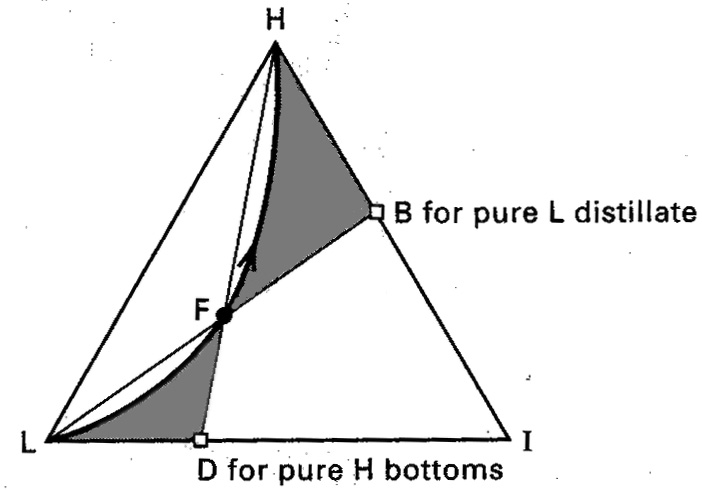 H
B for pure L distillate
F
L
I
D for pure H bottoms